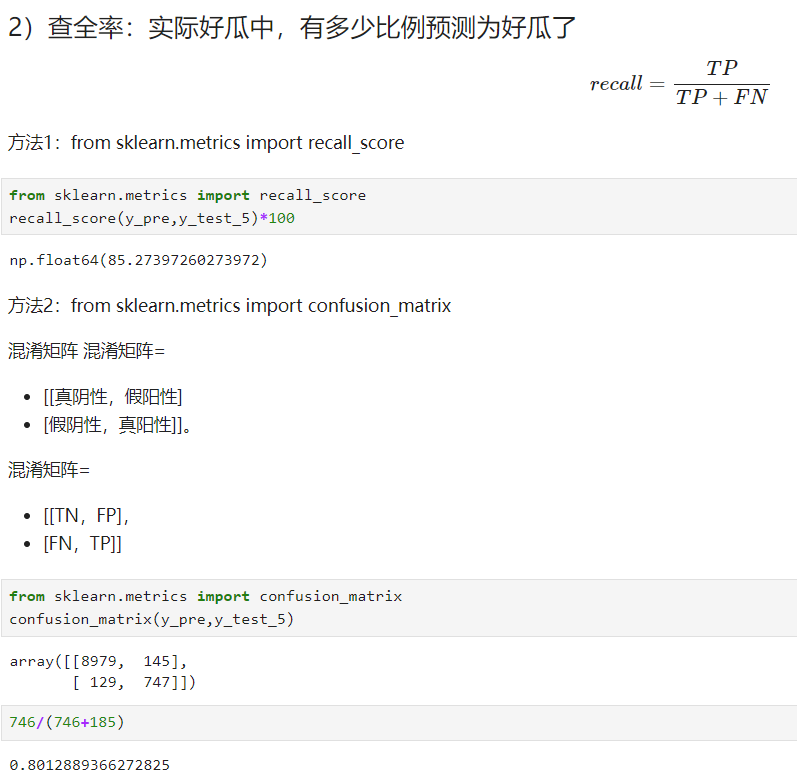 2）查全率：实际好瓜中，有多少比例预测为好瓜了
recall = TP / TP + FN
方法1：from sklearn.metrics import recall_score
from sklearn.metrics import recall_score
recall_score(y_pre,y_test_5)*100
np.float64(85.27397260273972)
方法2：from sklearn.metrics import confusion_matrix
混淆矩阵 混淆矩阵=
• [[真阴性，假阳性]
• [假阴性，真阳性]]。
混淆矩阵=
• [[TN，FP]，
• [FN，TP]]
from sklearn.metrics import confusion_matrix
confusion_matrix(y_pre,y_test_5)
array([[8979,  145],
       [ 129,  747]])
746/(746+185)
0.8012889366272825